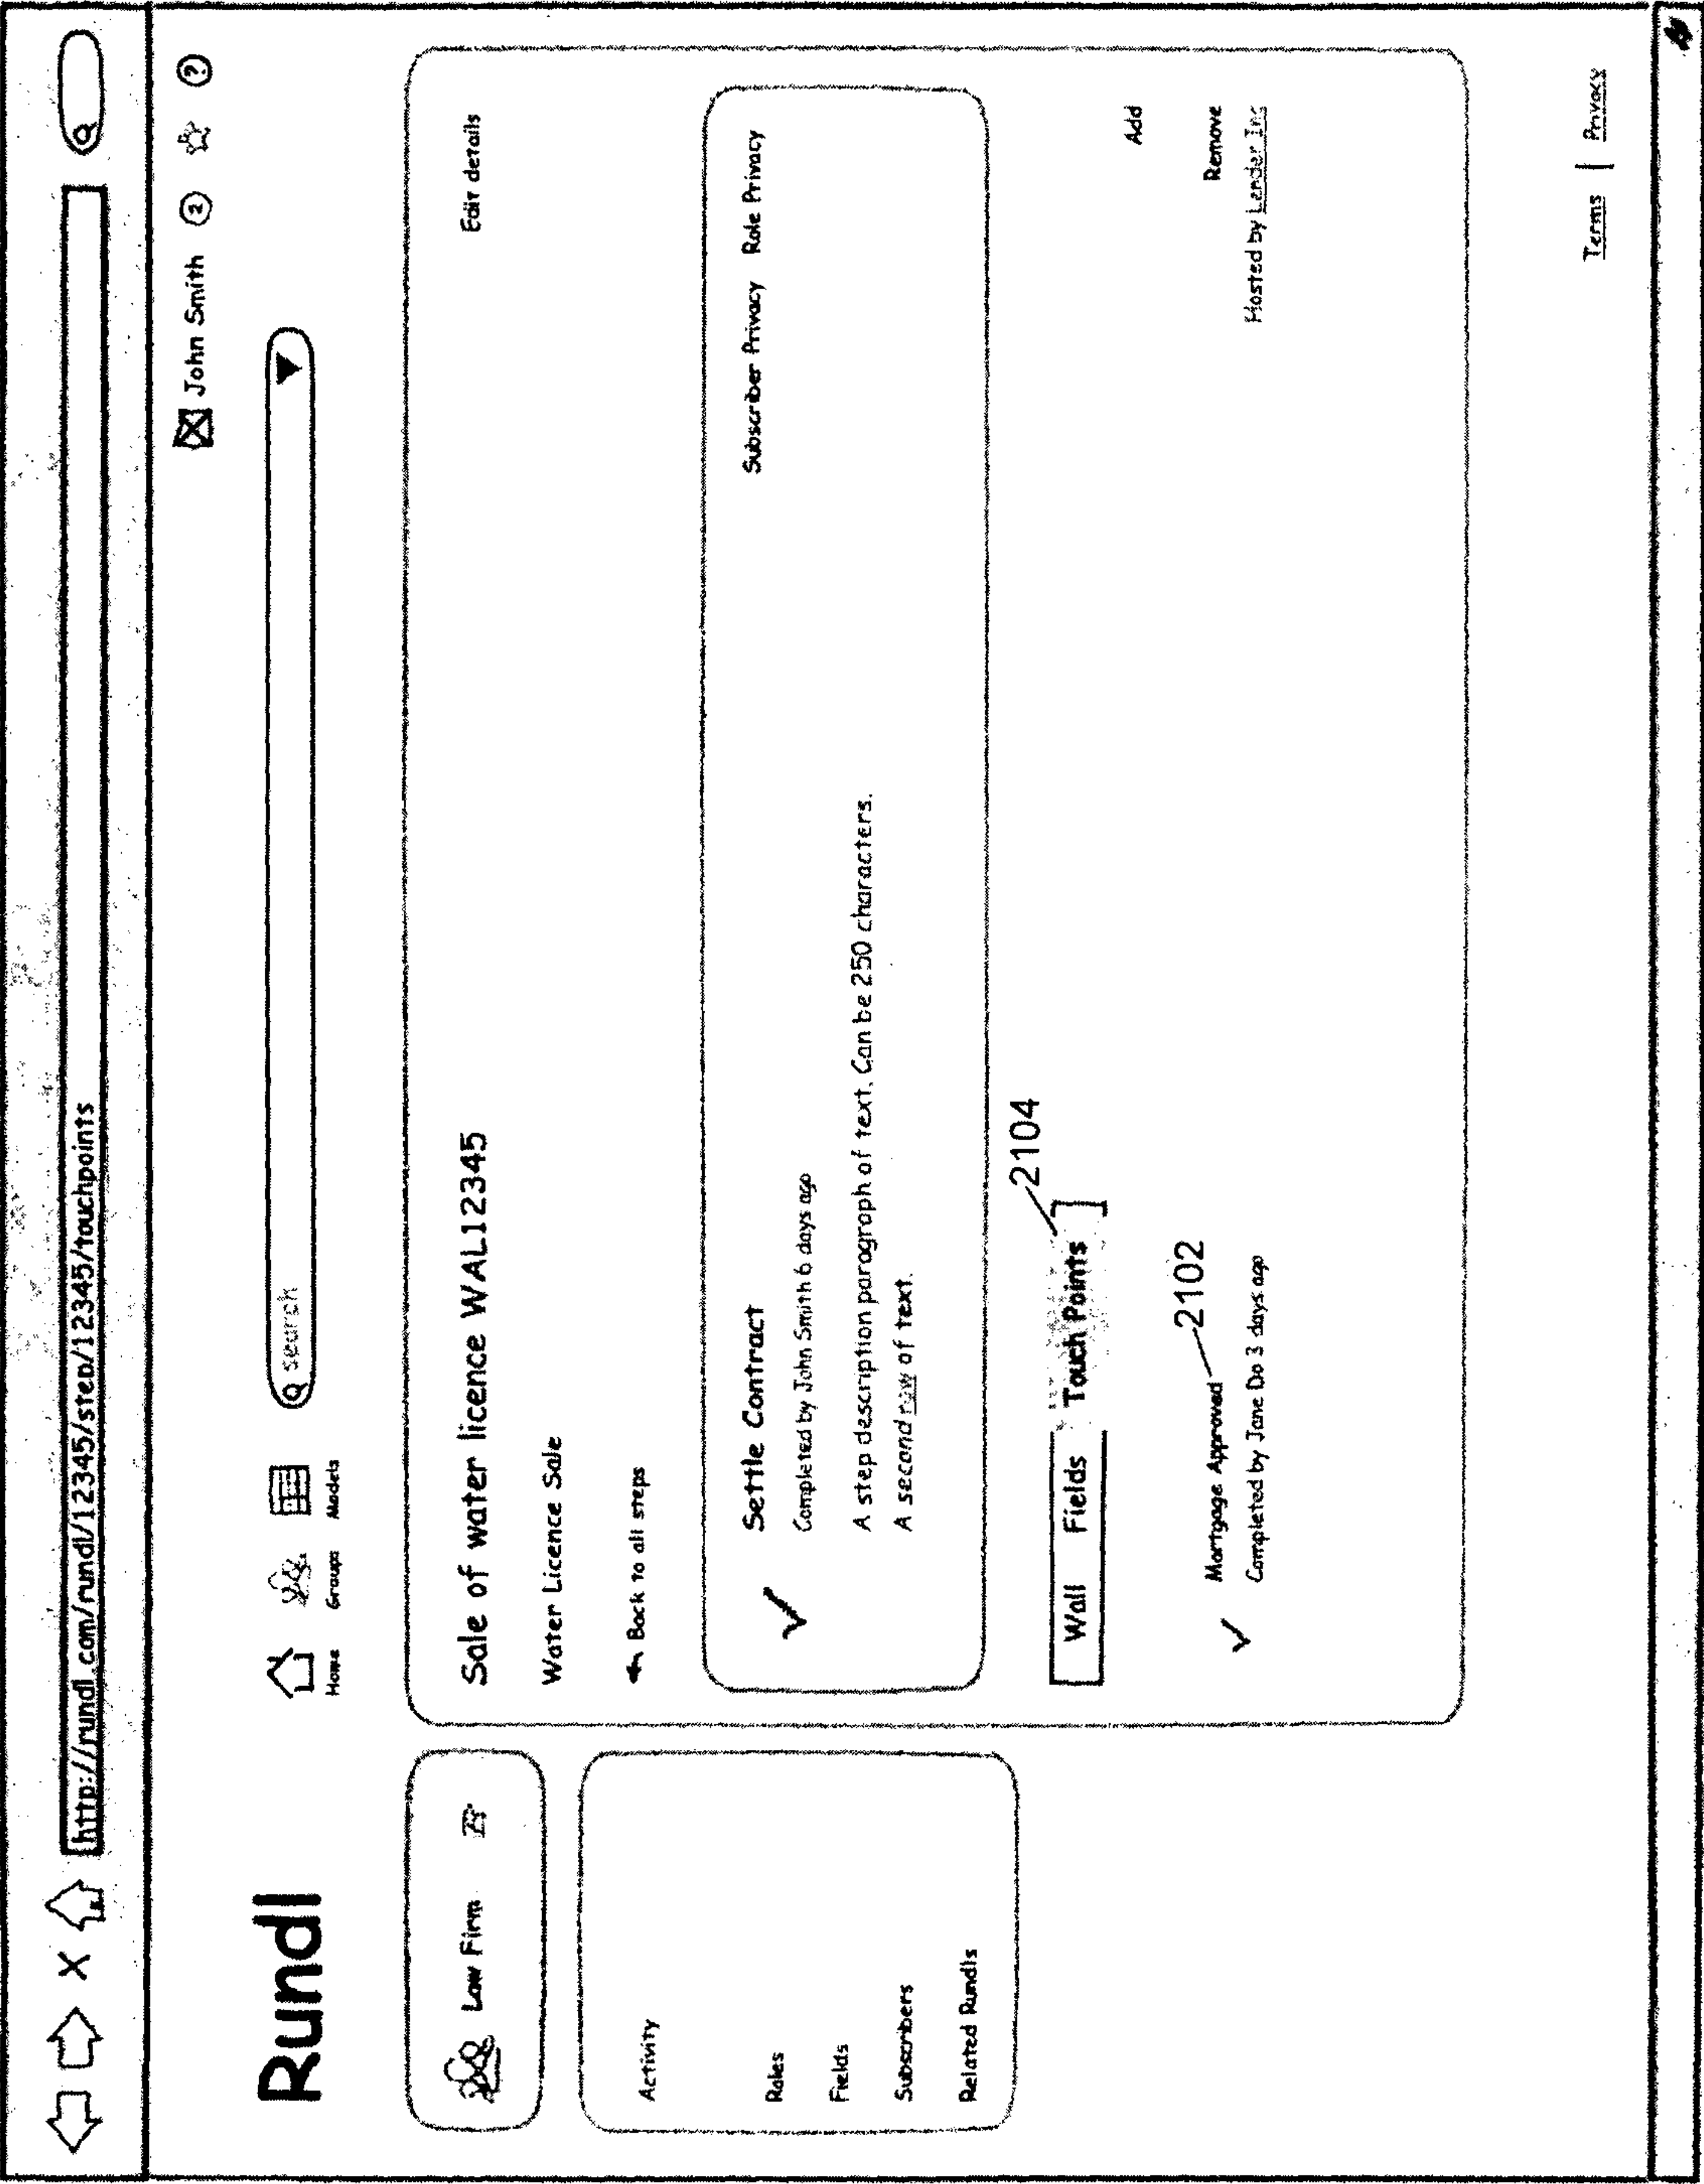 http://rundl.com/rundl/12345/step/12345/touchpoints
John Smith 2 ?
Rundl
Home Groups Models
search
Law Firm
Activity
Roles
Fields
Subscribers
Related Rundls
Sale of water licence WAL12345 Edit details
Water Licence Sale
Back to all steps
Settle Contract Subscriber Privacy Role Privacy
Completed by John Smith 6 days ago
A step description paragraph of text. Can be 250 characters.
A second row of text.
2104
Wall Fields Touch Points
Add
2102
Mortgage Approved Remove
Completed by Jane Do 3 days ago Hosted by Lender Inc
Terms | Privacy